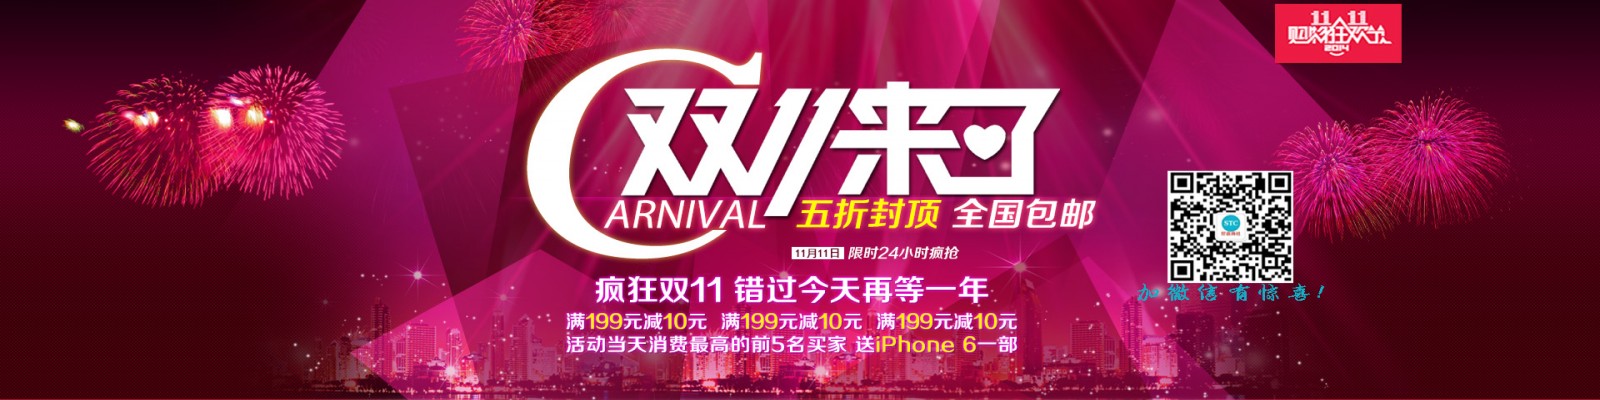 11 11
购物狂欢节
2014
双11来了
CARNIVAL
五折封顶 全国包邮
11月11日 限时24小时疯抢
STC
加微信有惊喜!
疯狂双11 错过今天再等一年
满199元减10元 满199元减10元 满199元减10元
活动当天消费最高的前5名买家 送iPhone 6一部